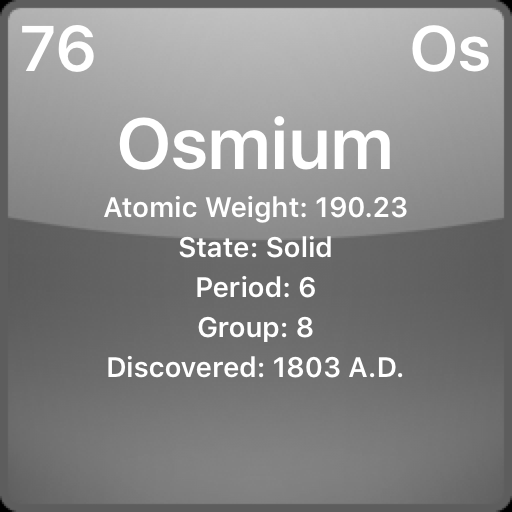 76 Os
Osmium
Atomic Weight: 190.23
State: Solid
Period: 6
Group: 8
Discovered: 1803 A.D.